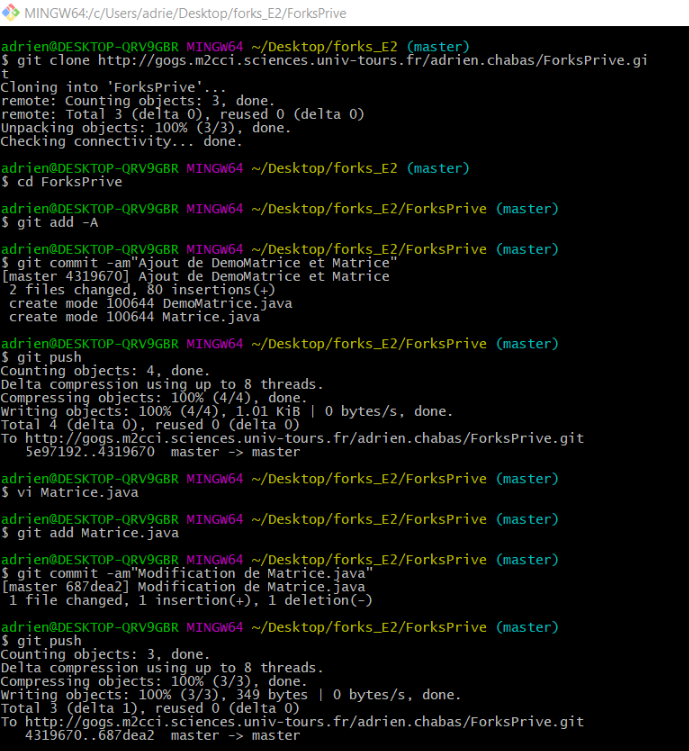 MINGW64:/c/Users/adrie/Desktop/forks_E2/ForksPrive
adrien@DESKTOP-QRV9GBR MINGW64 ~/Desktop/forks_E2 (master)
$ git clone http://gogs.m2cci.sciences.univ-tours.fr/adrien.chabas/ForksPrive.gi
t
Cloning into 'ForksPrive'...
remote: Counting objects: 3, done.
remote: Total 3 (delta 0), reused 0 (delta 0)
Unpacking objects: 100% (3/3), done.
Checking connectivity... done.
adrien@DESKTOP-QRV9GBR MINGW64 ~/Desktop/forks_E2 (master)
$ cd ForksPrive
adrien@DESKTOP-QRV9GBR MINGW64 ~/Desktop/forks_E2/ForksPrive (master)
$ git add -A
adrien@DESKTOP-QRV9GBR MINGW64 ~/Desktop/forks_E2/ForksPrive (master)
$ git commit -am"Ajout de DemoMatrice et Matrice"
[master 4319670] Ajout de DemoMatrice et Matrice
 2 files changed, 80 insertions(+)
 create mode 100644 DemoMatrice.java
 create mode 100644 Matrice.java
adrien@DESKTOP-QRV9GBR MINGW64 ~/Desktop/forks_E2/ForksPrive (master)
$ git push
Counting objects: 4, done.
Delta compression using up to 8 threads.
Compressing objects: 100% (4/4), done.
Writing objects: 100% (4/4), 1.01 KiB | 0 bytes/s, done.
Total 4 (delta 0), reused 0 (delta 0)
To http://gogs.m2cci.sciences.univ-tours.fr/adrien.chabas/ForksPrive.git
   5e97192..4319670  master -> master
adrien@DESKTOP-QRV9GBR MINGW64 ~/Desktop/forks_E2/ForksPrive (master)
$ vi Matrice.java
adrien@DESKTOP-QRV9GBR MINGW64 ~/Desktop/forks_E2/ForksPrive (master)
$ git add Matrice.java
adrien@DESKTOP-QRV9GBR MINGW64 ~/Desktop/forks_E2/ForksPrive (master)
$ git commit -am"Modification de Matrice.java"
[master 687dea2] Modification de Matrice.java
 1 file changed, 1 insertion(+), 1 deletion(-)
adrien@DESKTOP-QRV9GBR MINGW64 ~/Desktop/forks_E2/ForksPrive (master)
$ git push
Counting objects: 3, done.
Delta compression using up to 8 threads.
Compressing objects: 100% (3/3), done.
Writing objects: 100% (3/3), 349 bytes | 0 bytes/s, done.
Total 3 (delta 1), reused 0 (delta 0)
To http://gogs.m2cci.sciences.univ-tours.fr/adrien.chabas/ForksPrive.git
   4319670..687dea2  master -> master